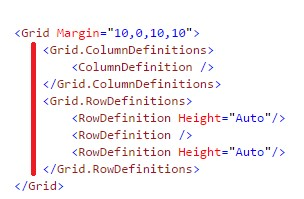 <Grid Margin="10,0,10,10">
<Grid.ColumnDefinitions>
<ColumnDefinition />
</Grid.ColumnDefinitions>
<Grid.RowDefinitions>
<RowDefinition Height="Auto"/>
<RowDefinition />
<RowDefinition Height="Auto"/>
</Grid.RowDefinitions>
</Grid>